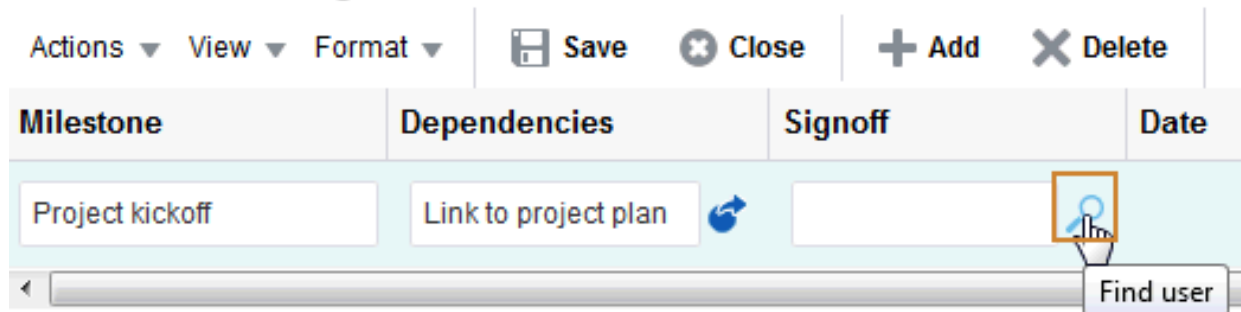 Actions View Format Save Close Add Delete
Milestone Dependencies Signoff Date
Project kickoff Link to project plan
Find user